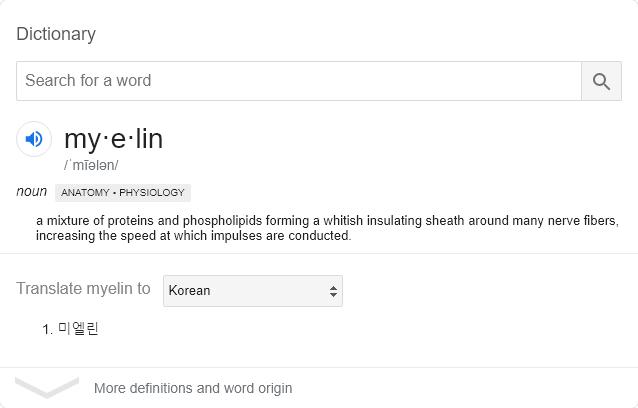 Dictionary
Search for a word
my·e·lin
/ˈmīələn/
noun ANATOMY • PHYSIOLOGY
a mixture of proteins and phospholipids forming a whitish insulating sheath around many nerve fibers,
increasing the speed at which impulses are conducted.
Translate myelin to Korean
1. 미엘린
More definitions and word origin